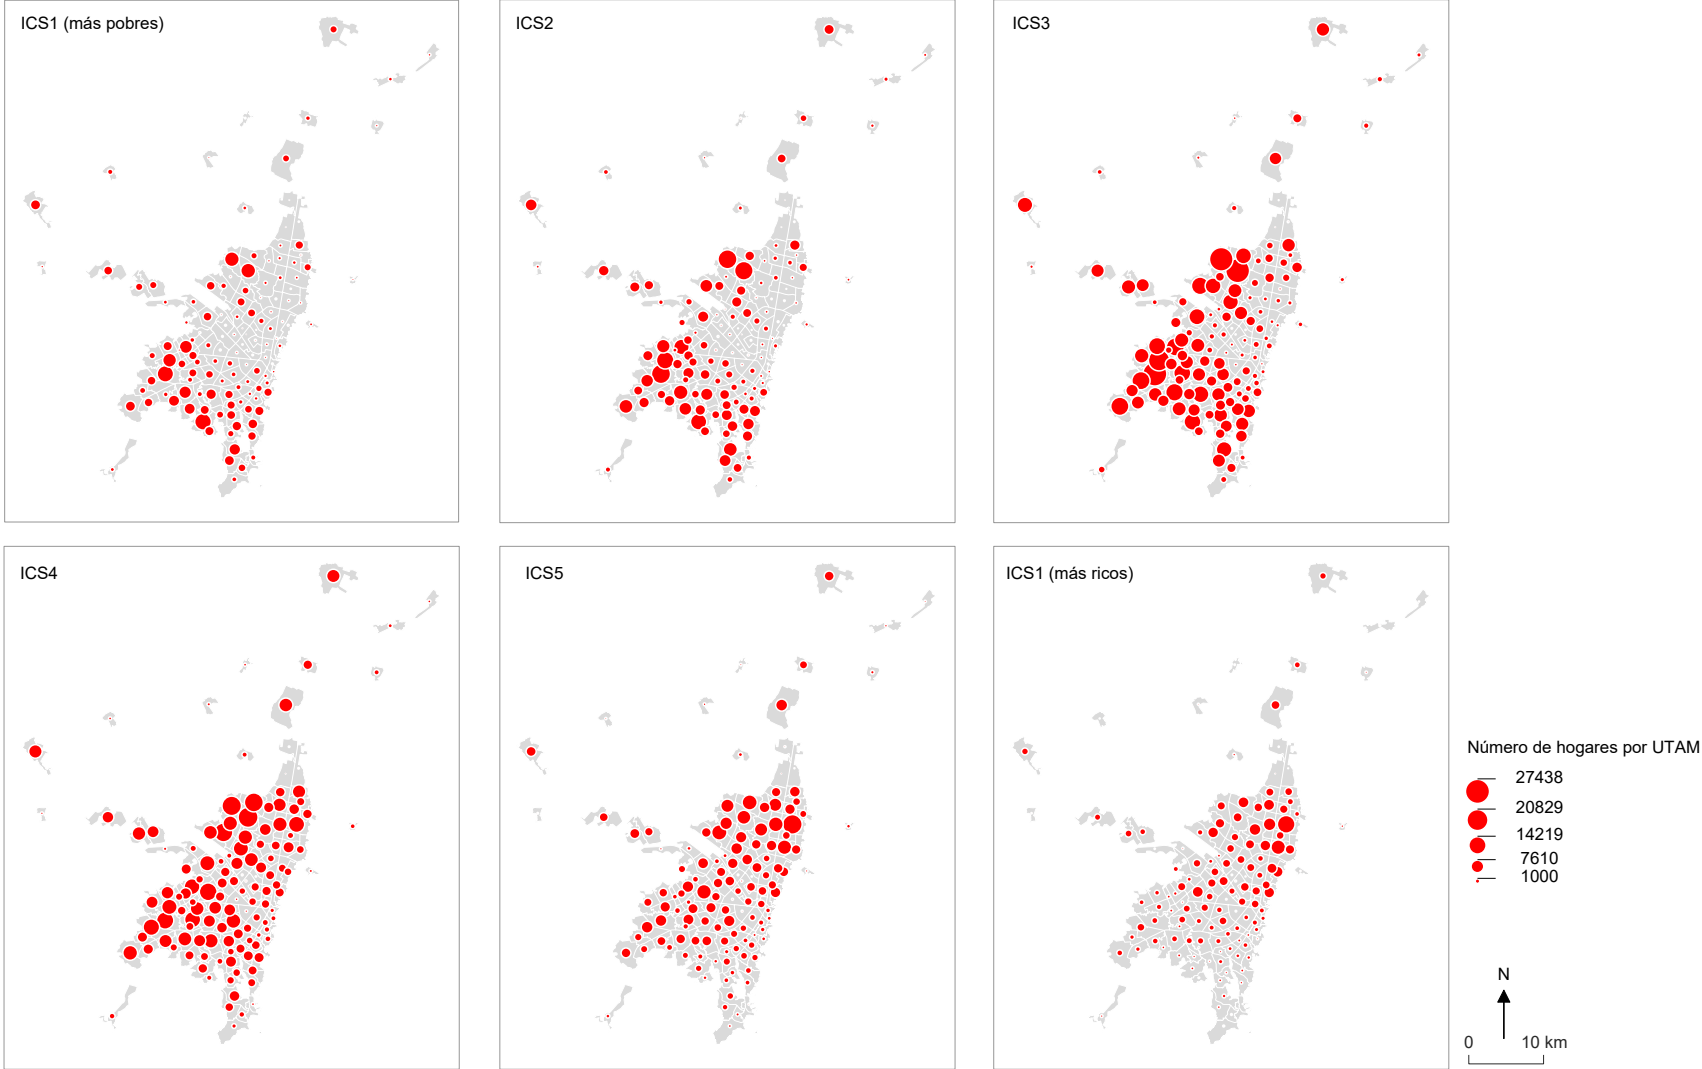 ICS1 (más pobres)
ICS2
ICS3
ICS4
ICS5
ICS1 (más ricos)
Número de hogares por UTAM
27438
20829
14219
7610
1000
N
0 10 km